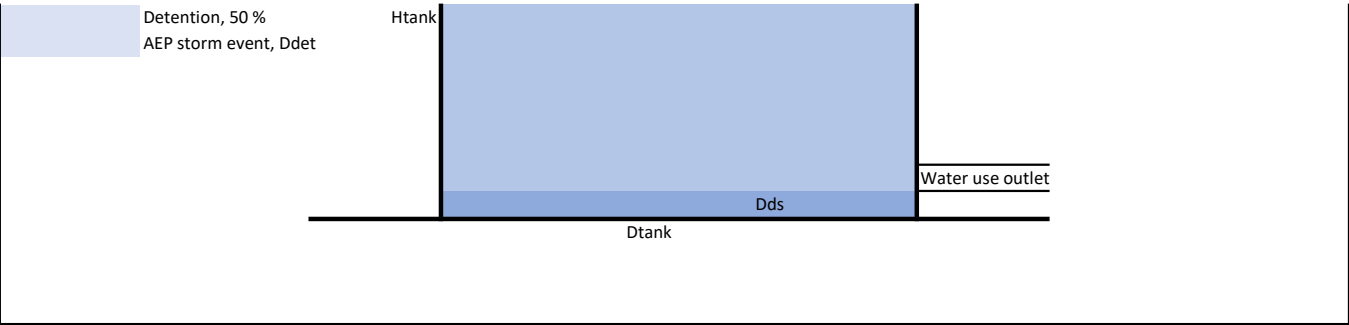 Detention, 50 %
AEP storm event, Ddet
Htank
Water use outlet
Dds
Dtank